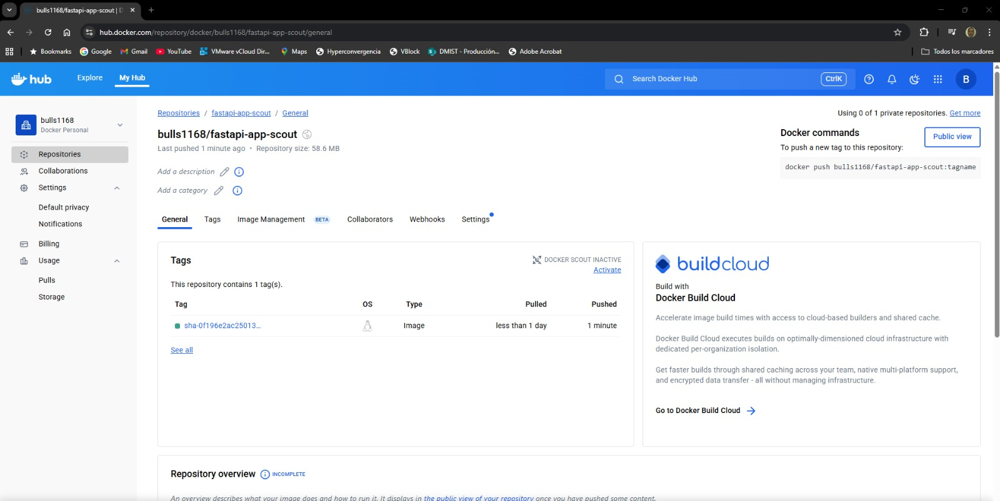 bulls1168/fastapi-app-scout | D
hub.docker.com/repository/docker/bulls1168/fastapi-app-scout/general
Bookmarks Google Gmail YouTube VMware vCloud Dir... Maps Hyperconvergencia VBlock DMIST - Producción... Adobe Acrobat Todos los marcadores
hub Explore My Hub Search Docker Hub CtrlK B
bulls1168
Docker Personal
Repositories
Collaborations
Settings
Default privacy
Notifications
Billing
Usage
Pulls
Storage
Repositories / fastapi-app-scout / General
Using 0 of 1 private repositories. Get more
bulls1168/fastapi-app-scout
Last pushed 1 minute ago • Repository size: 58.6 MB
Add a description
Add a category
Docker commands
Public view
To push a new tag to this repository:
docker push bulls1168/fastapi-app-scout:tagname
General Tags Image Management BETA Collaborators Webhooks Settings
Tags
DOCKER SCOUT INACTIVE
Activate
This repository contains 1 tag(s).
Tag OS Type Pulled Pushed
sha-0f196e2ac25013... Image less than 1 day 1 minute
See all
buildcloud
Build with
Docker Build Cloud
Accelerate image build times with access to cloud-based builders and shared cache.
Docker Build Cloud executes builds on optimally-dimensioned cloud infrastructure with
dedicated per-organization isolation.
Get faster builds through shared caching across your team, native multi-platform support,
and encrypted data transfer - all without managing infrastructure.
Go to Docker Build Cloud
Repository overview INCOMPLETE
An overview describes what your image does and how to run it. It displays in the public view of your repository once you have pushed some content.